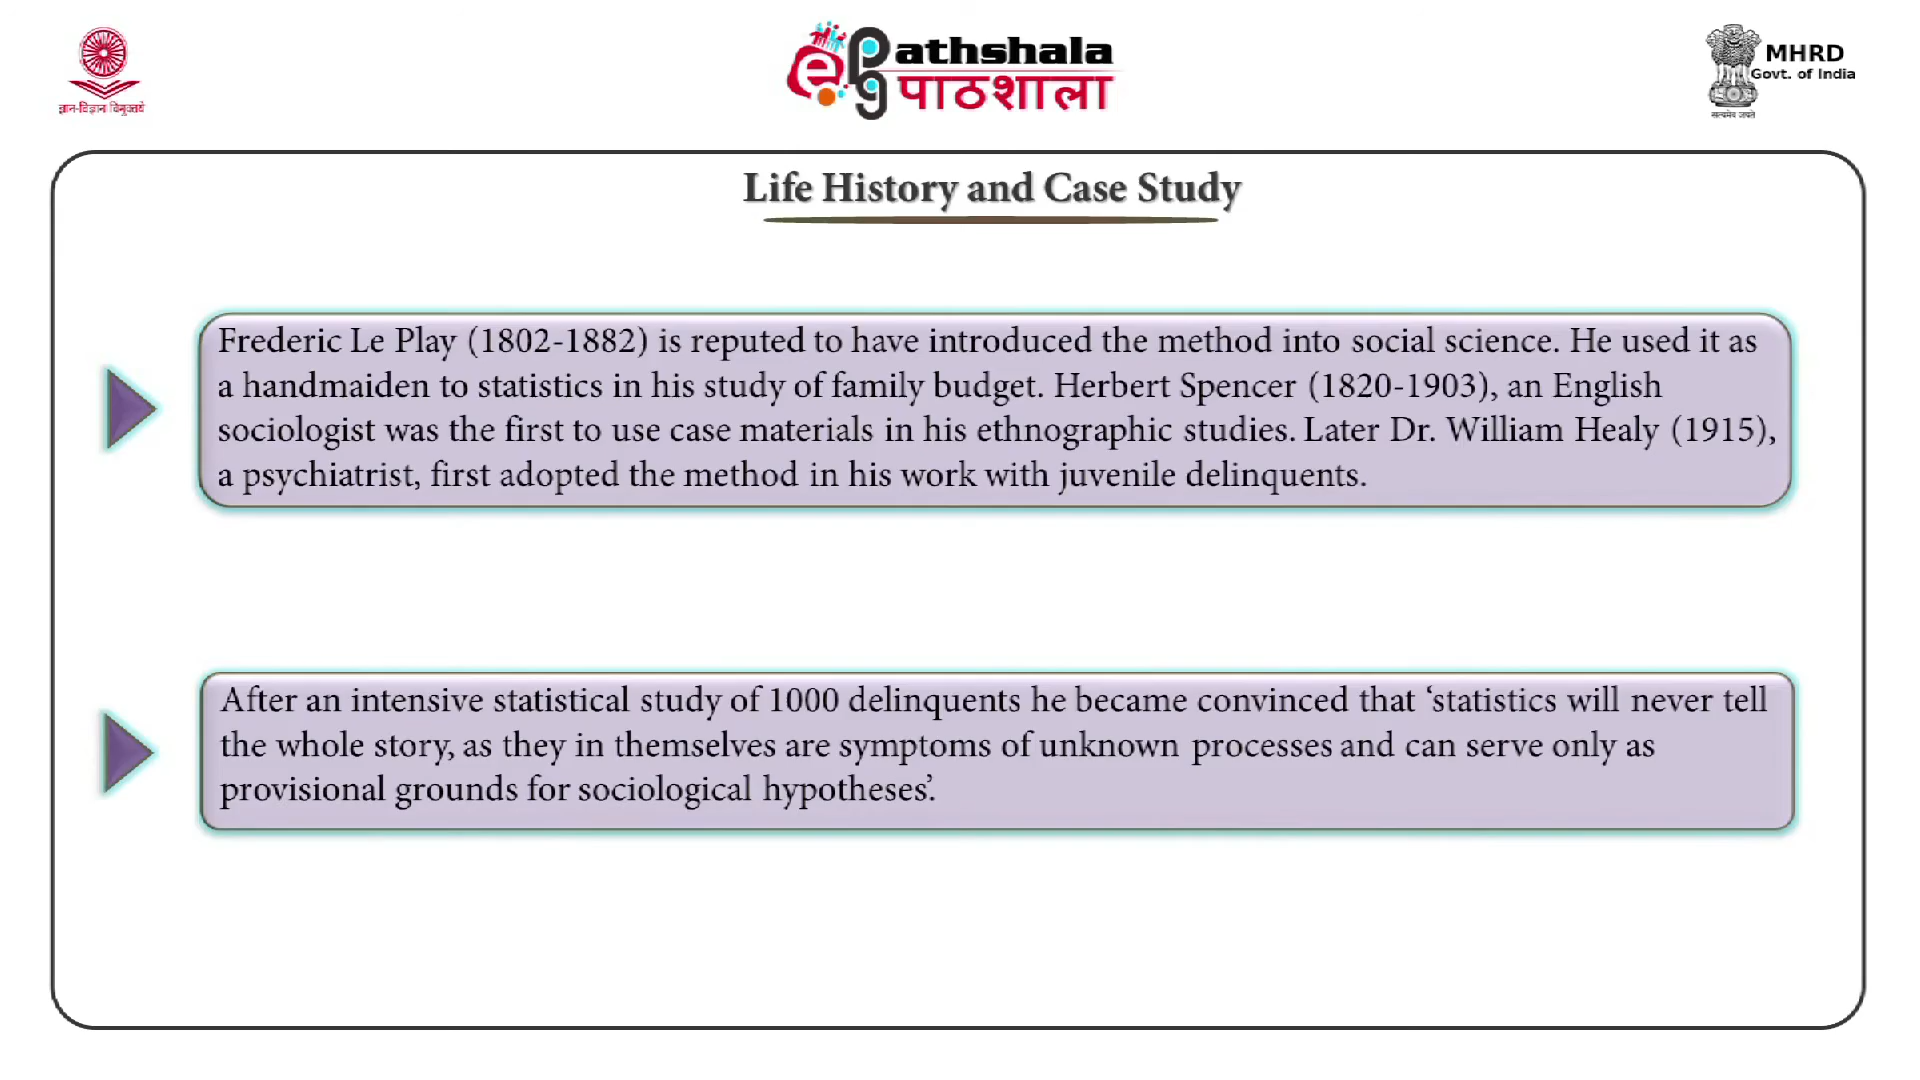 ज्ञान-विज्ञान विमुक्तये
epgathshala
पाठशाला
MHRD
Govt. of India
सत्यमेव जयते
Life History and Case Study
Frederic Le Play (1802-1882) is reputed to have introduced the method into social science. He used it as
a handmaiden to statistics in his study of family budget. Herbert Spencer (1820-1903), an English
sociologist was the first to use case materials in his ethnographic studies. Later Dr. William Healy (1915),
a psychiatrist, first adopted the method in his work with juvenile delinquents.
After an intensive statistical study of 1000 delinquents he became convinced that ‘statistics will never tell
the whole story, as they in themselves are symptoms of unknown processes and can serve only as
provisional grounds for sociological hypotheses’.